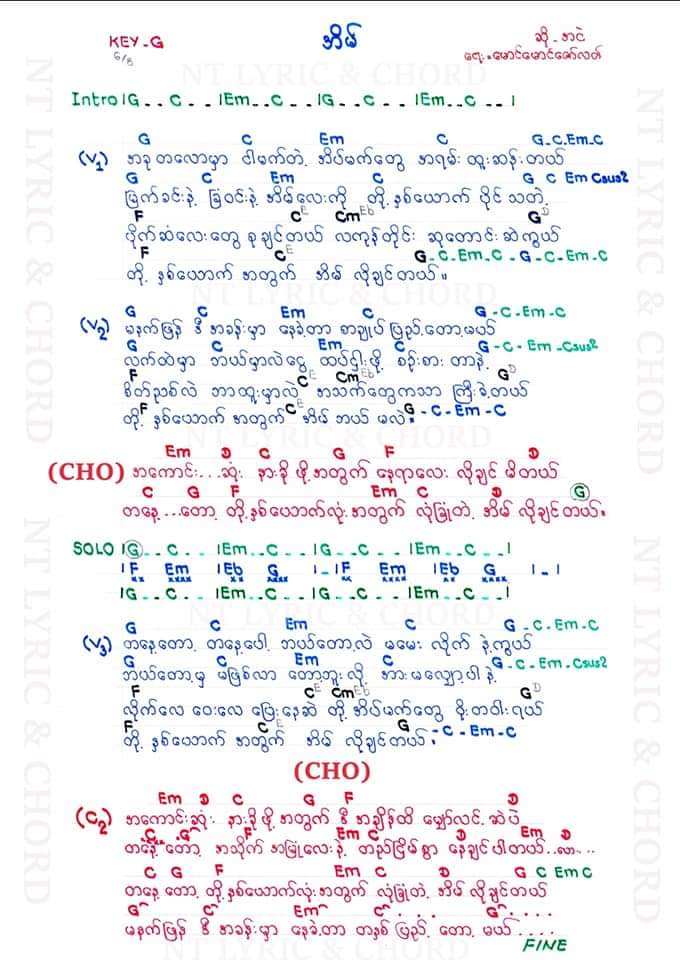 KEY-G
6/8
အိမ်
ဆို - အငဲ
ရေး - မောင်မောင်ဇော်လတ်
NT LYRIC & CHORD
Intro |G - - C - - |Em - - C - - |G - - C - - |Em - - C - - |
G C Em C G-C-Em-C
(V1) အခုတလောမှာ ငါမက်တဲ့ အိပ်မက်တွေ အရမ်းထူးဆန်းတယ်
G C Em C G C Em Csus2
မြက်ခင်းနဲ့ ခြံဝင်းနဲ့ အိမ်လေးကို တို့နှစ်ယောက် ပိုင်သတဲ့
F C E Cm Eb G D
ပိုက်ဆံလေးတွေ စုချင်တယ် လကုန်တိုင်း ဆုတောင်းဆဲကွယ်
F C E G-C-Em-C-G-C-Em-C
တို့နှစ်ယောက် အတွက် အိမ် လိုချင်တယ်။
G C Em C G-C-Em-C
(V2) မနက်ဖြန် ဒီအခန်းမှာ နေခဲ့တာ စာချုပ်ပြည့်တော့မယ်
G C Em C G-C-Em-Csus2
လက်ထဲမှာ ဘယ်မှာလဲငွေ ထပ်ငှါးဖို့ စဉ်းစားတာနဲ့
F C E Cm Eb G D
စိတ်ညစ်လဲ ဘာထူးမှာလဲ အသက်တွေကသာ ကြီးခဲ့တယ်
F C E G-C-Em-C
တို့နှစ်ယောက် အတွက် အိမ် ဘယ်မလဲ
Em D C G F D
(CHO) အကောင်း...ဆုံး နားခိုဖို့အတွက် နေရာလေး လိုချင်မိတယ်
C G F Em C D G
တနေ့...တော့ တို့နှစ်ယောက်လုံးအတွက် လုံခြုံတဲ့ အိမ်လိုချင်တယ်။
SOLO |G - - C - - |Em - - C - - |G - - C - - |Em - - C - - |
|F Em |Eb G |-|F Em |Eb G |-|
|G - - C - - |Em - - C - - |G - - C - - |Em - - C - - |
G C Em C G-C-Em-C
(V3) တနေ့တော့ တနေ့ပေါ့ ဘယ်တော့လဲ မမေးလိုက်နဲ့ကွယ်
G C Em C G-C-Em-Csus2
ဘယ်တော့မှ မဖြစ်လာတော့ဘူးလို့ အားမလျှော့ပါနဲ့
F C E Cm Eb G D
လိုက်လေ ဝေးလေ ပြေးနေဆဲ တို့အိပ်မက်တွေ စိုးတဝါးရယ်
F C E G-C-Em-C
တို့နှစ်ယောက် အတွက် အိမ် လိုချင်တယ်။
(CHO)
Em D C G F D
(C2) အကောင်းဆုံး နားခိုဖို့အတွက် ဒီအချိန်ထိ မျှော်လင့်ဆဲပဲ
C G F Em C D Em D
တနေ့တော့ အသိုက်အမြုံလေးနဲ့ တည်ငြိမ်စွာ နေချင်ပါတယ်..
C G F Em C D G C Em C
တနေ့တော့ တို့နှစ်ယောက်လုံးအတွက် လုံခြုံတဲ့ အိမ်လိုချင်တယ်
G C Em C G
မနက်ဖြန် ဒီအခန်းမှာ နေခဲ့တာ တနှစ်ပြည့်တော့မယ်....
FINE